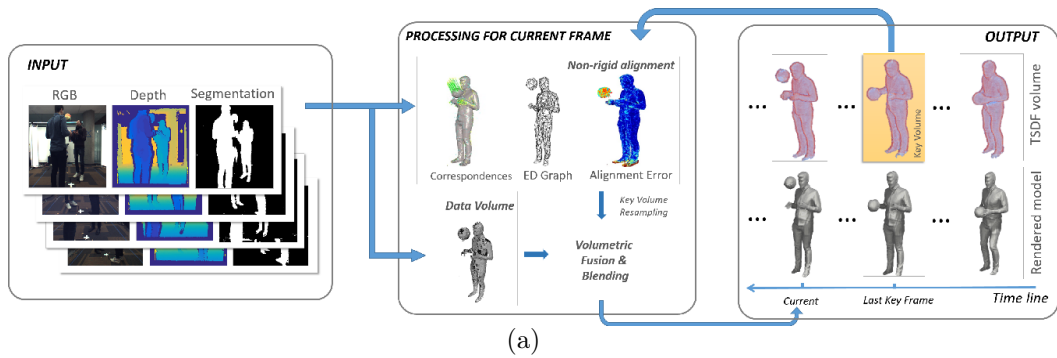 INPUT
RGB Depth Segmentation
PROCESSING FOR CURRENT FRAME
Non-rigid alignment
Correspondences ED Graph Alignment Error
Key Volume
Resampling
Data Volume
Volumetric
Fusion &
Blending
OUTPUT
... ... ...
Key Volume
TSDF volume
... ... ...
Rendered model
Current Last Key Frame Time line
(a)